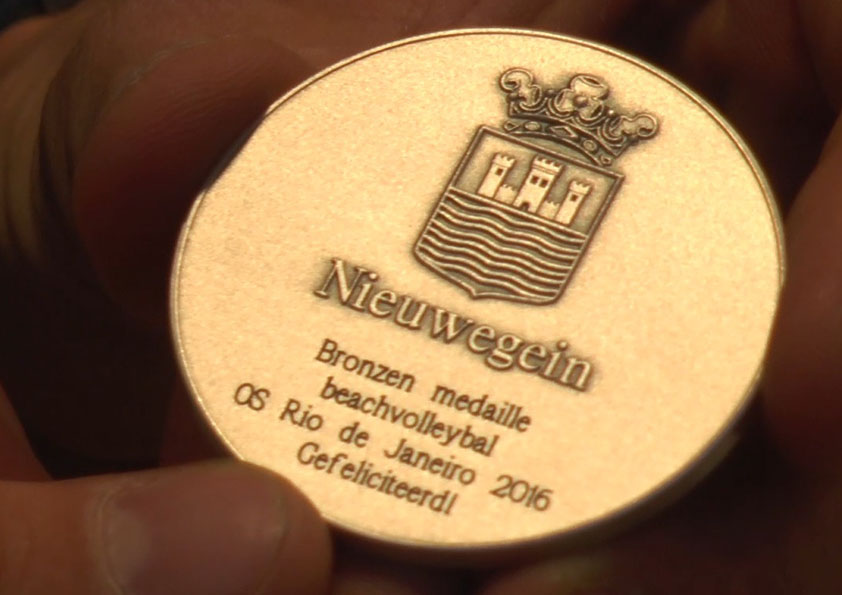 Nieuwegein
Bronzen medaille
beachvolleybal
OS Rio de Janeiro 2016
Gefeliciteerd!